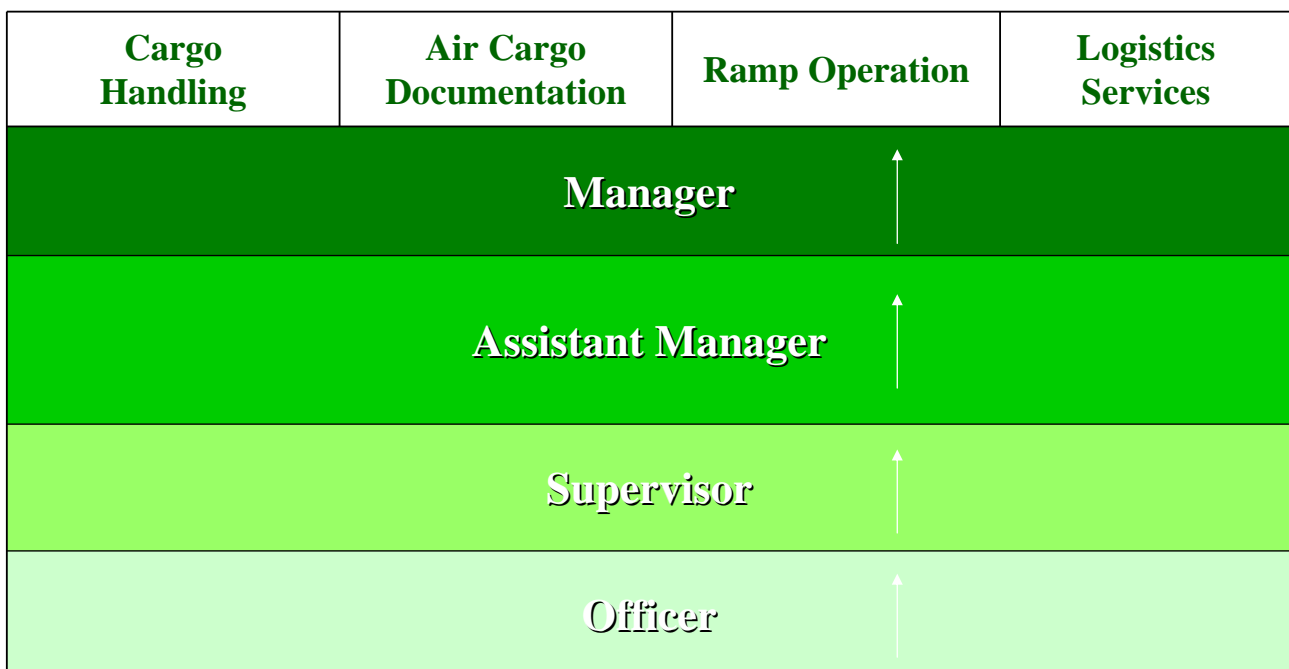 Cargo
Handling
Air Cargo
Documentation
Ramp Operation
Logistics
Services
Manager
Assistant Manager
Supervisor
Officer